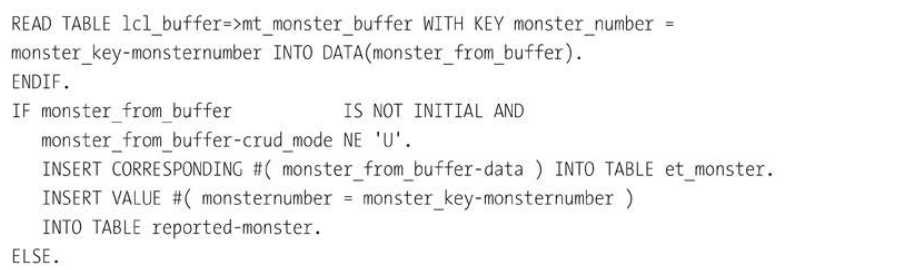 READ TABLE lcl_buffer=>mt_monster_buffer WITH KEY monster_number =
monster_key-monsternumber INTO DATA(monster_from_buffer).
ENDIF.
IF monster_from_buffer IS NOT INITIAL AND
monster_from_buffer-crud_mode NE 'U'.
INSERT CORRESPONDING #( monster_from_buffer-data ) INTO TABLE et_monster.
INSERT VALUE #( monsternumber = monster_key-monsternumber )
INTO TABLE reported-monster.
ELSE.